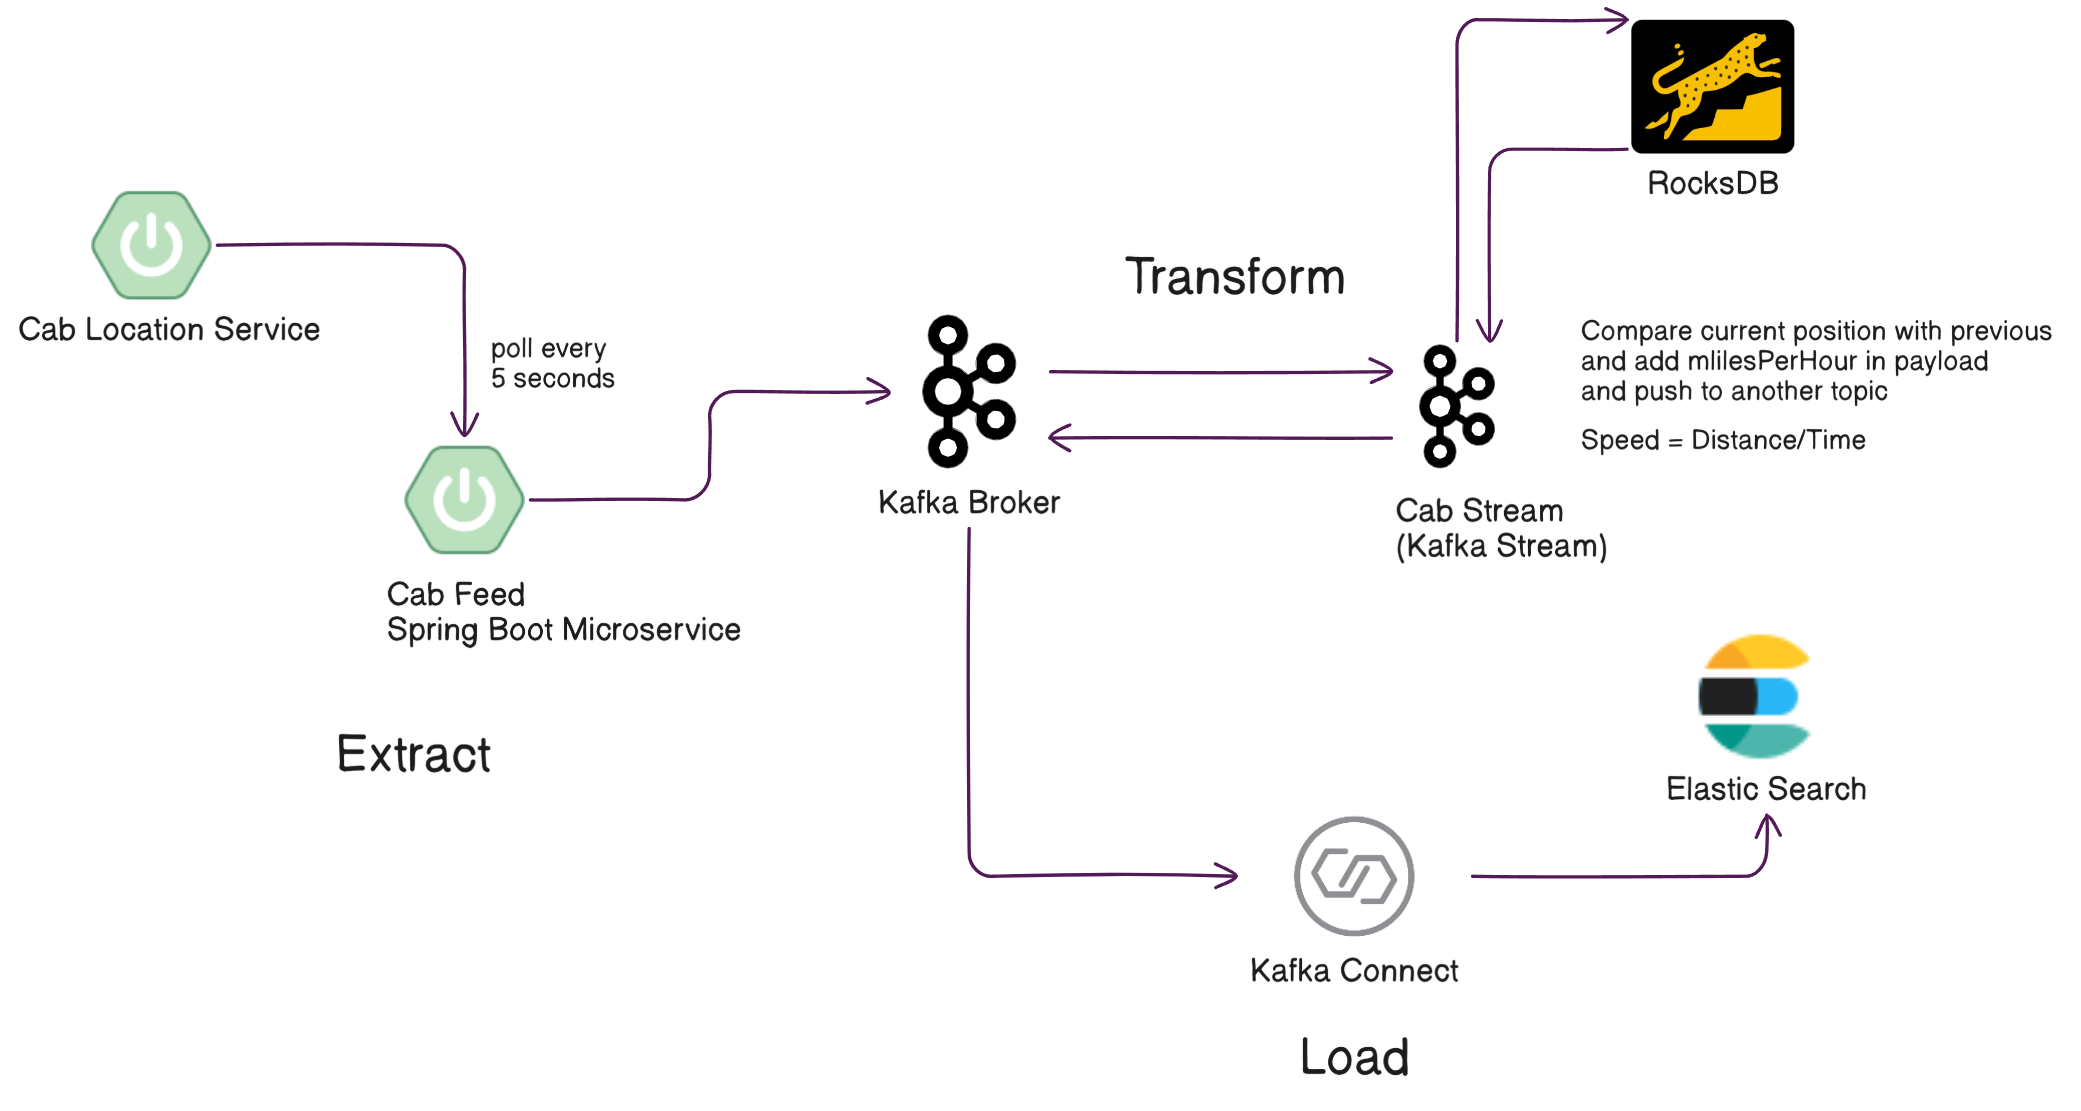 RocksDB
Transform
Cab Location Service
poll every
5 seconds
Compare current position with previous
and add mlilesPerHour in payload
and push to another topic
Speed = Distance/Time
Kafka Broker
Cab Stream
(Kafka Stream)
Cab Feed
Spring Boot Microservice
Extract
Elastic Search
Kafka Connect
Load